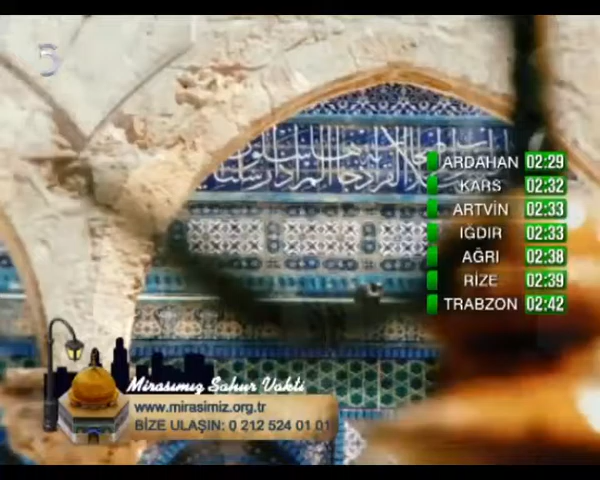 5
ARDAHAN 02:29
KARS 02:32
ARTVİN 02:33
IĞDIR 02:33
AĞRI 02:38
RİZE 02:39
TRABZON 02:42
Mirasımız Sahur Vakti
www.mirasimiz.org.tr
BİZE ULAŞIN: 0 212 524 01 01